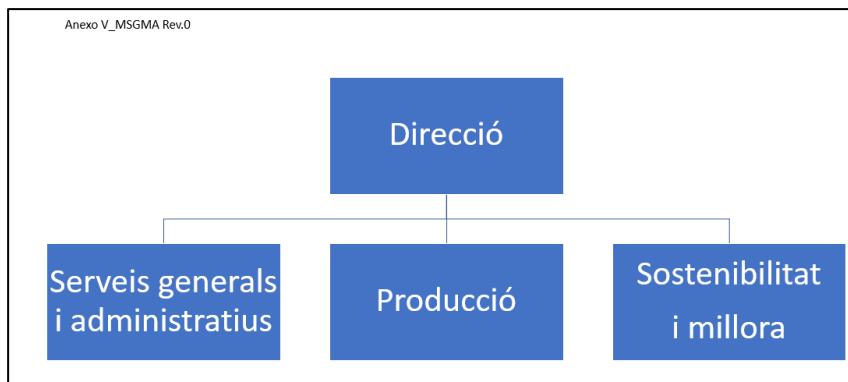 Anexo V_MSGMA Rev.0
Direcció
Serveis generals
i administratius
Producció
Sostenibilitat
i millora